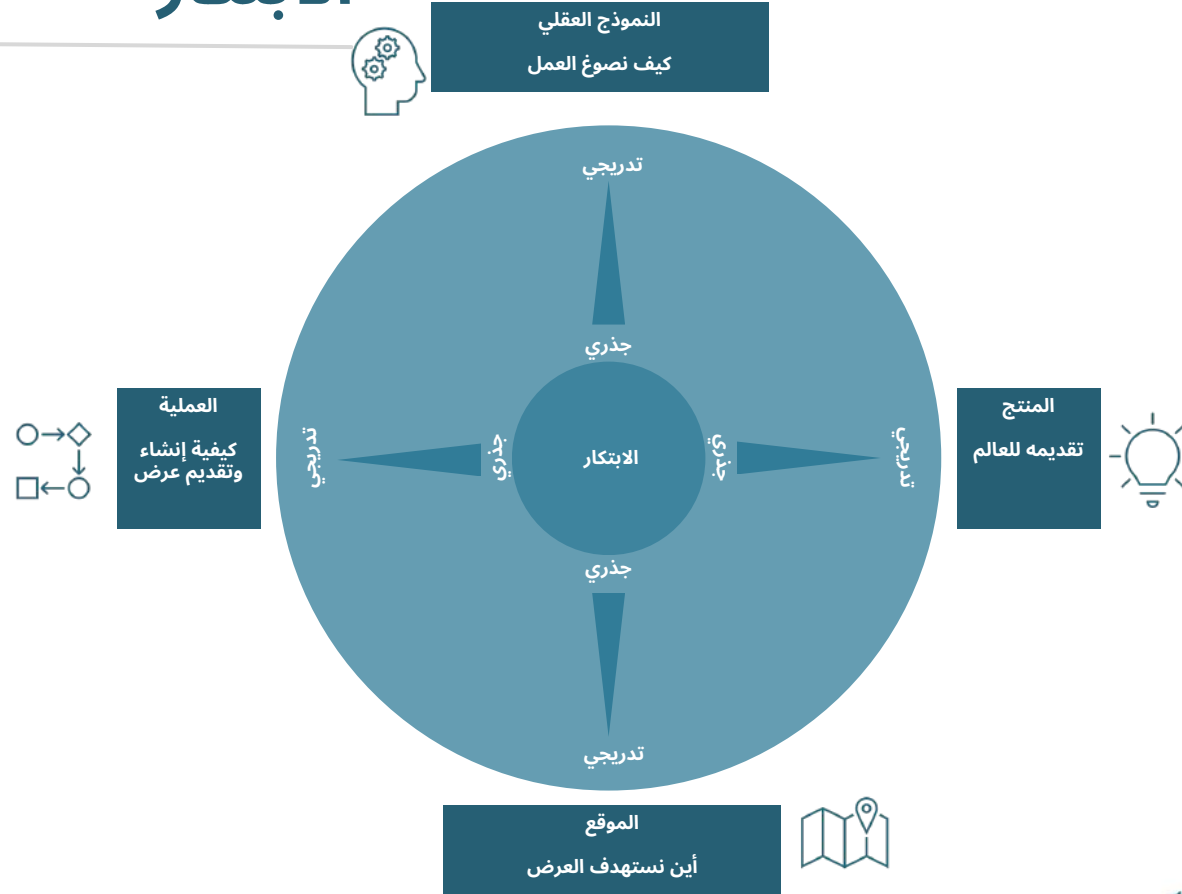 الابتكار
النموذج العقلي
كيف نصوغ العمل
تدريجي
جذري
المنتج
تقديمه للعالم
تدريجي
جذري
الابتكار
جذري
تدريجي
العملية
كيفية إنشاء
وتقديم عرض
جذري
تدريجي
الموقع
أين نستهدف العرض